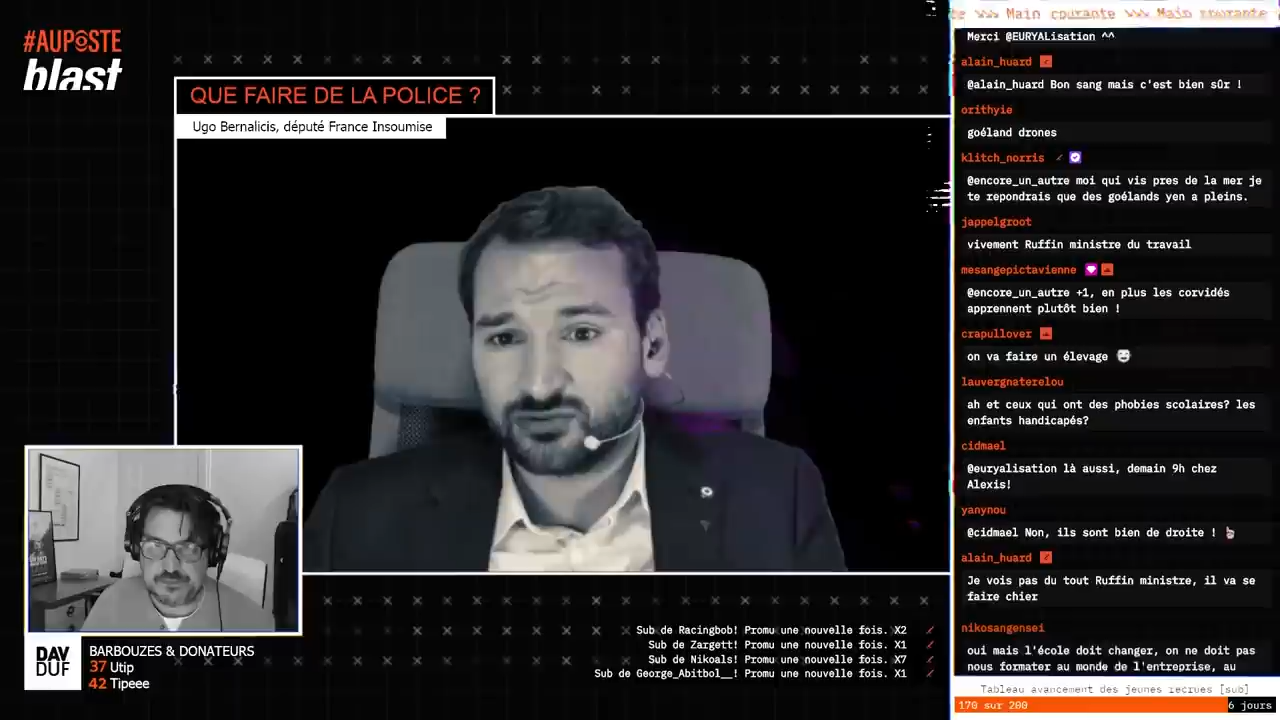 #AUPOSTE
blast
QUE FAIRE DE LA POLICE ?
Ugo Bernalicis, député France Insoumise
DAV
DUF
BARBOUZES & DONATEURS
37 Utip
42 Tipeee
Sub de Racingbob! Promu une nouvelle fois. X2
Sub de Zargett! Promu une nouvelle fois. X1
Sub de Nikoals! Promu une nouvelle fois. X7
Sub de George_Abitbol__! Promu une nouvelle fois. X1
te >>> Main courante >>> Main courante
Merci @EURYALisation ^^
alain_huard
@alain_huard Bon sang mais c'est bien sûr !
orithyie
goéland drones
klitch_norris
@encore_un_autre moi qui vis pres de la mer je
te repondrais que des goélands yen a pleins.
jappelgroot
vivement Ruffin ministre du travail
mesangepictavienne
@encore_un_autre +1, en plus les corvidés
apprennent plutôt bien !
crapullover
on va faire un élevage
lauvergnaterelou
ah et ceux qui ont des phobies scolaires? les
enfants handicapés?
cidmael
@euryalisation là aussi, demain 9h chez
Alexis!
yanynou
@cidmael Non, ils sont bien de droite !
alain_huard
Je vois pas du tout Ruffin ministre, il va se
faire chier
nikosangensei
oui mais l'école doit changer, on ne doit pas
nous formater au monde de l'entreprise, au
Tableau avancement des jeunes recrues [sub]
170 sur 200
6 jours